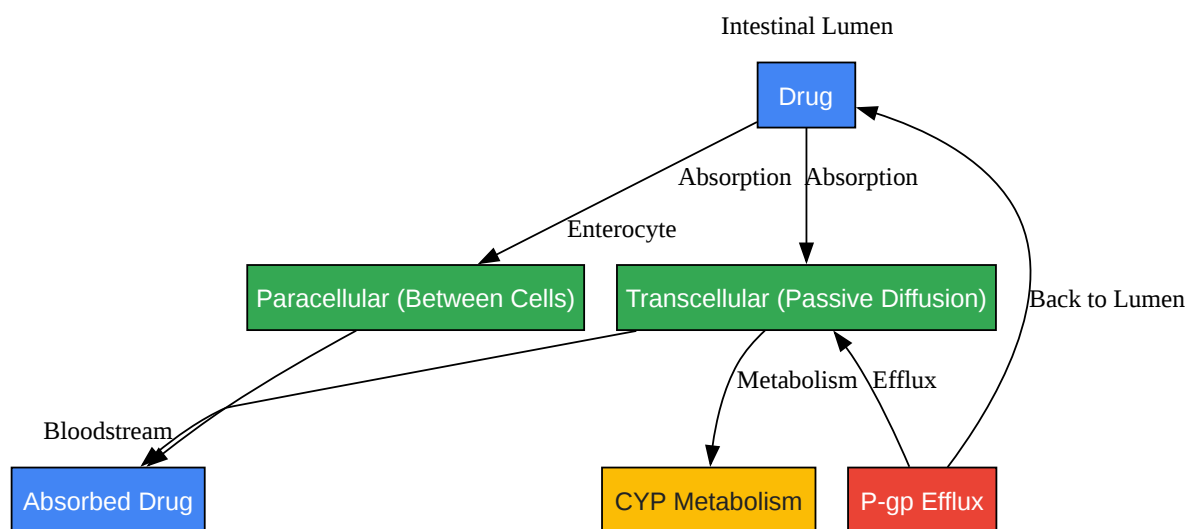 Intestinal Lumen
Drug
Absorption
Absorption
Enterocyte
Paracellular (Between Cells)
Transcellular (Passive Diffusion)
Back to Lumen
Metabolism
Efflux
Bloodstream
Absorbed Drug
CYP Metabolism
P-gp Efflux